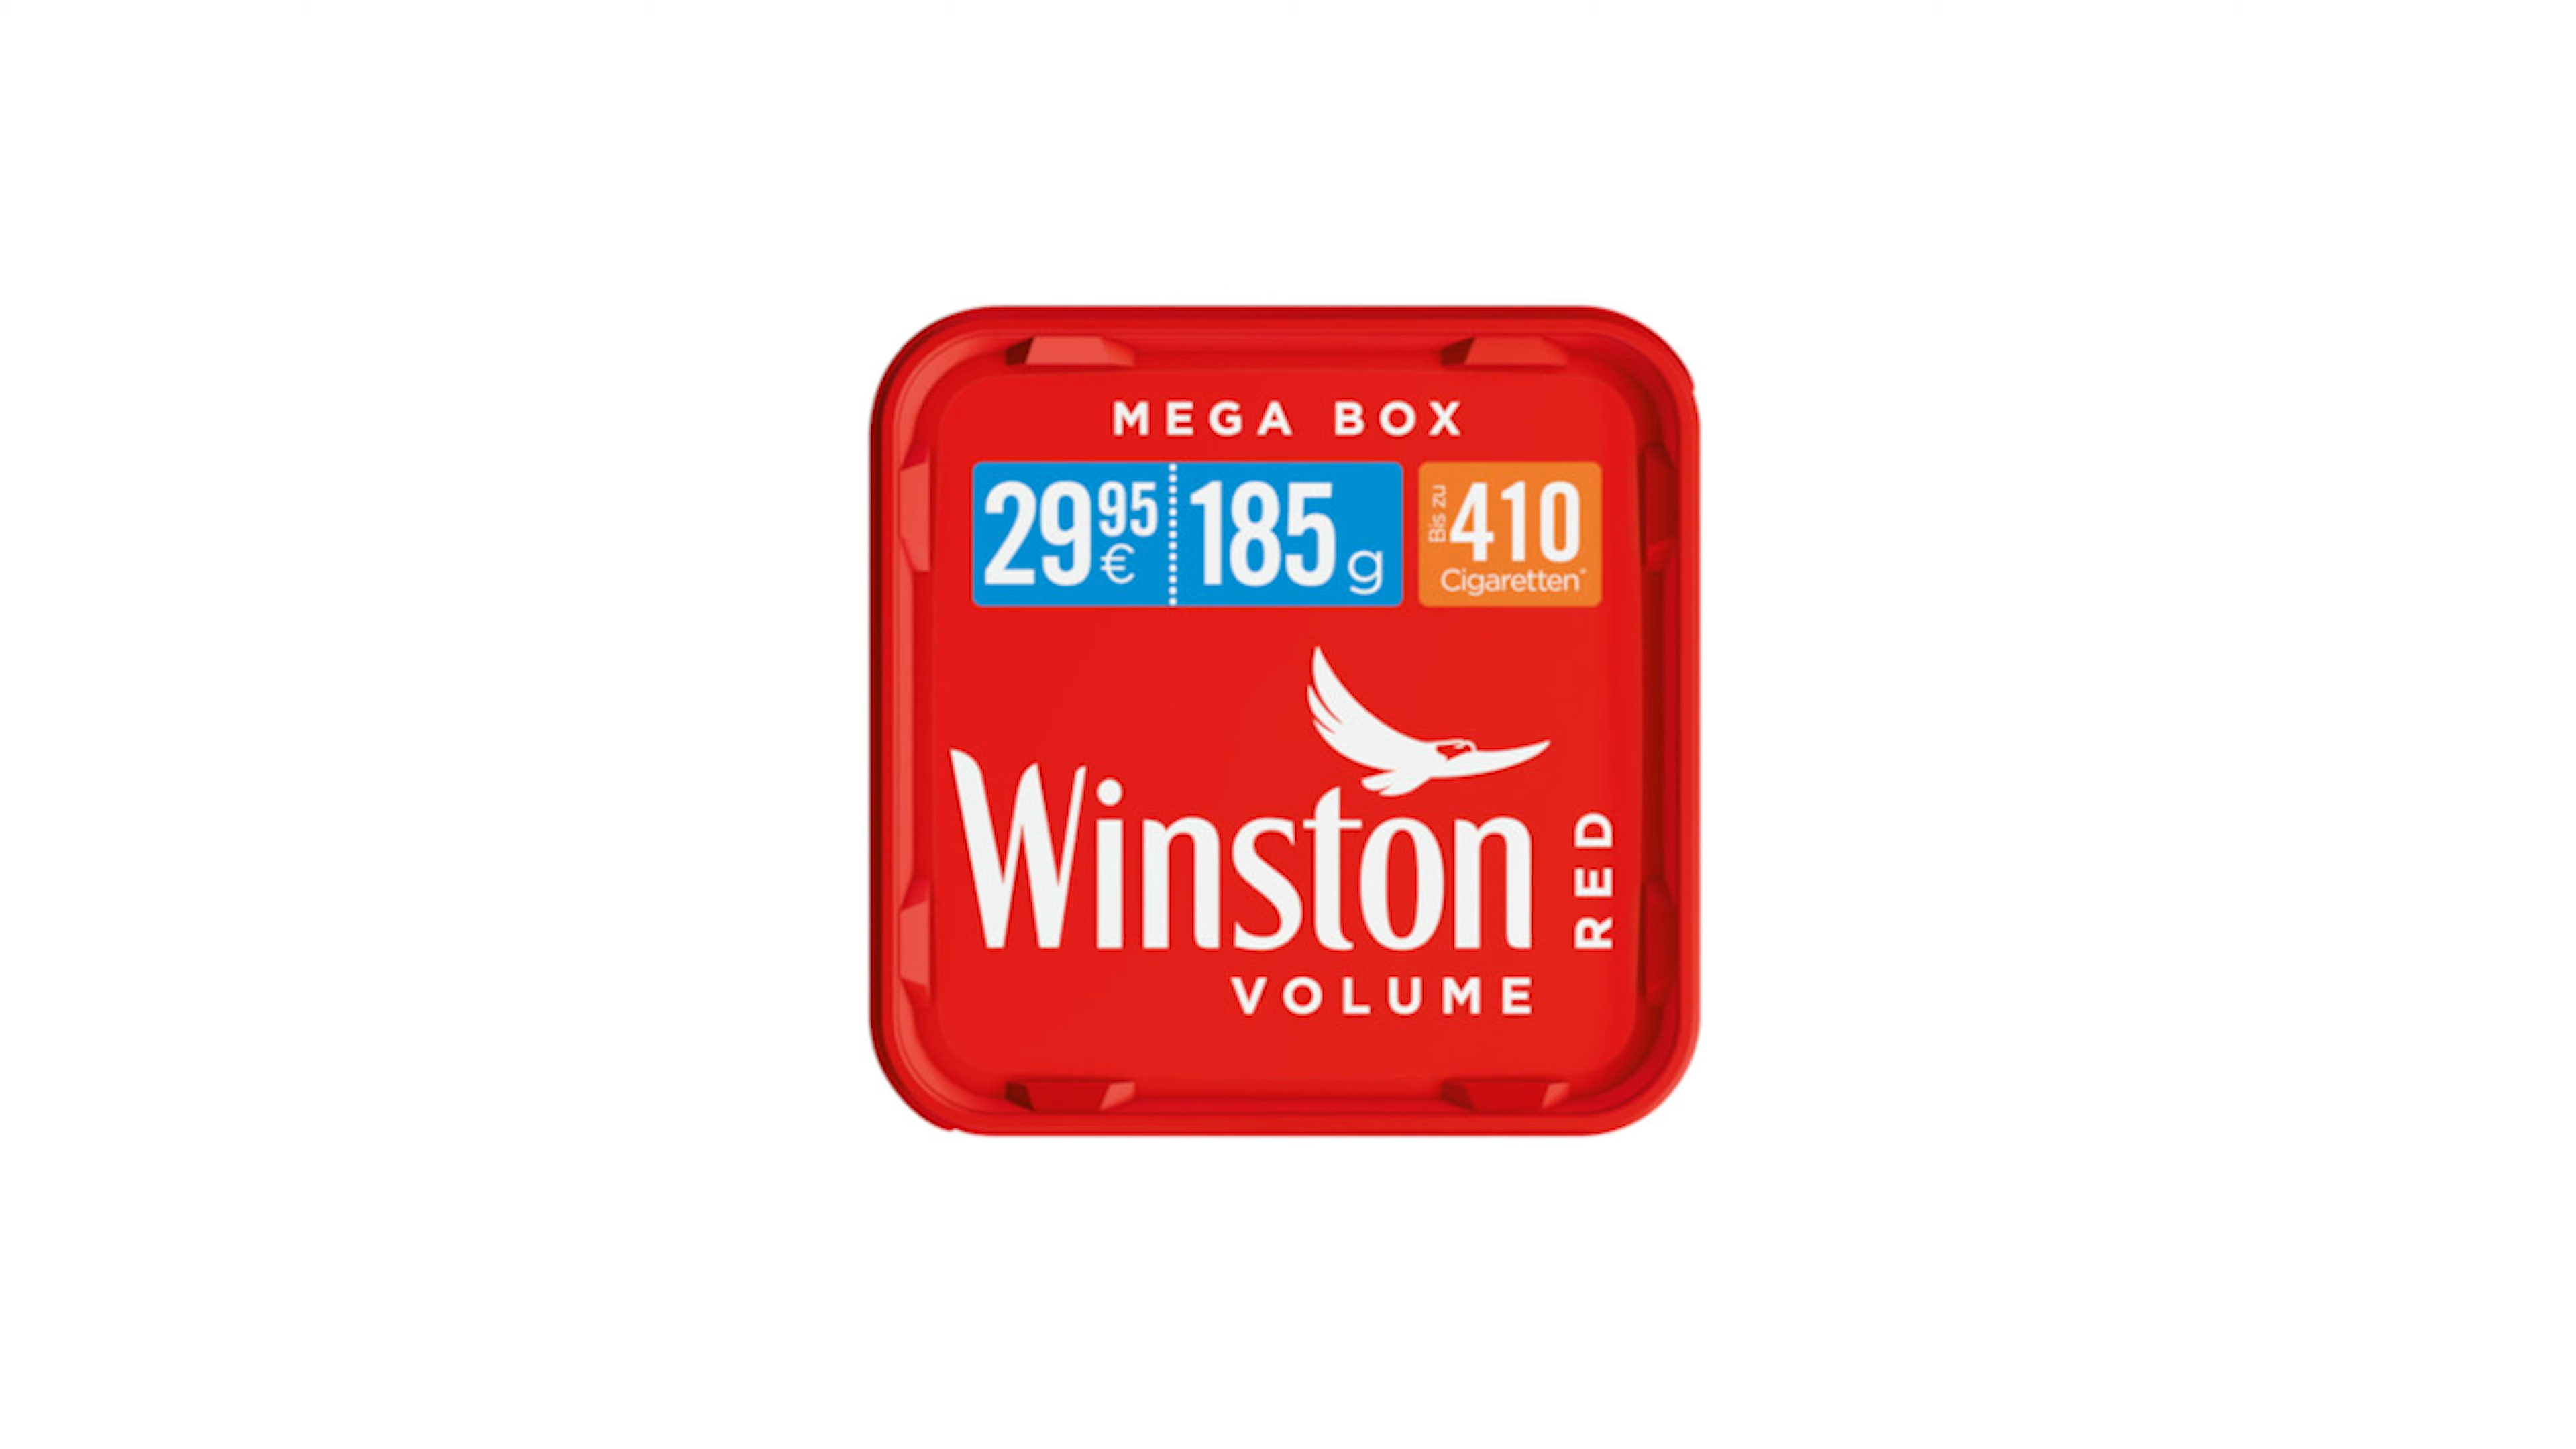 MEGA BOX
29 95 € 185 g
Bis zu 410
Cigaretten*
Winston
RED
VOLUME